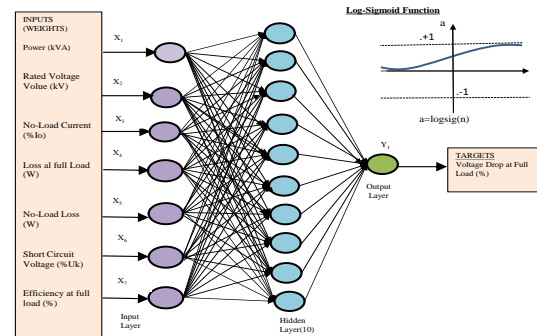 INPUTS
(WEIGHTS)
Power (kVA)
Rated Voltage
Volue (kV)
No-Load Current
(%Io)
Loss al full Load
(W)
No-Load Loss
(W)
Short Circuit
Voltage (%Uk)
Efficiency at full
load (%)
X1
X2
X3
X4
X5
X6
X7
Input
Layer
Hidden
Layer(10)
Y1
Output
Layer
Log-Sigmoid Function
a
.+1
.-1
a=logsig(n)
TARGETS
Voltage Drop at Full
Load (%)